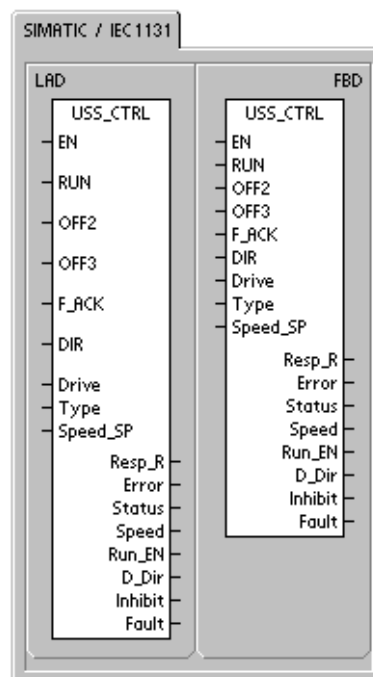 SIMATIC / IEC1131
LAD
USS_CTRL
EN
RUN
OFF2
OFF3
F_ACK
DIR
Drive
Type
Speed_SP
Resp_R
Error
Status
Speed
Run_EN
D_Dir
Inhibit
Fault
FBD
USS_CTRL
EN
RUN
OFF2
OFF3
F_ACK
DIR
Drive
Type
Speed_SP
Resp_R
Error
Status
Speed
Run_EN
D_Dir
Inhibit
Fault